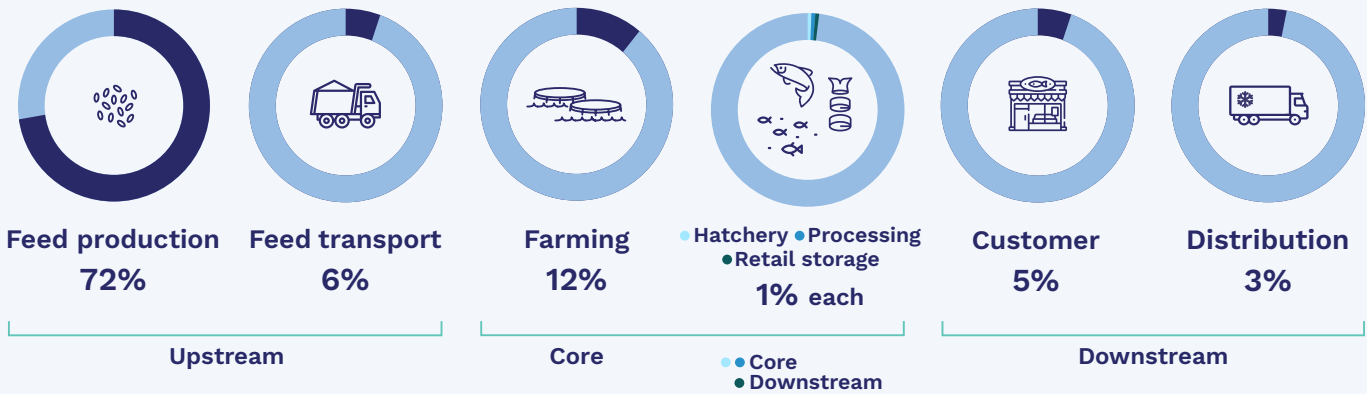 Feed production
72%
Feed transport
6%
Farming
12%
Hatchery Processing
Retail storage
1% each
Customer
5%
Distribution
3%
Upstream
Core
Core
Downstream
Downstream